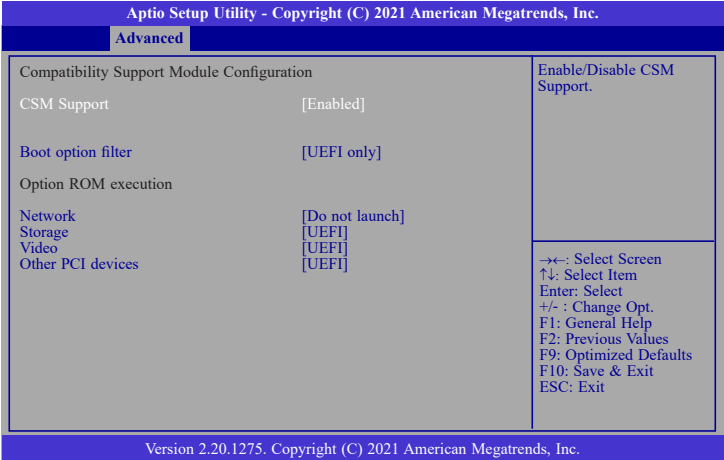 Aptio Setup Utility - Copyright (C) 2021 American Megatrends, Inc.
Advanced
Compatibility Support Module Configuration
CSM Support [Enabled]
Boot option filter [UEFI only]
Option ROM execution
Network [Do not launch]
Storage [UEFI]
Video [UEFI]
Other PCI devices [UEFI]
Enable/Disable CSM
Support.
→←: Select Screen
↑↓: Select Item
Enter: Select
+/- : Change Opt.
F1: General Help
F2: Previous Values
F9: Optimized Defaults
F10: Save & Exit
ESC: Exit
Version 2.20.1275. Copyright (C) 2021 American Megatrends, Inc.